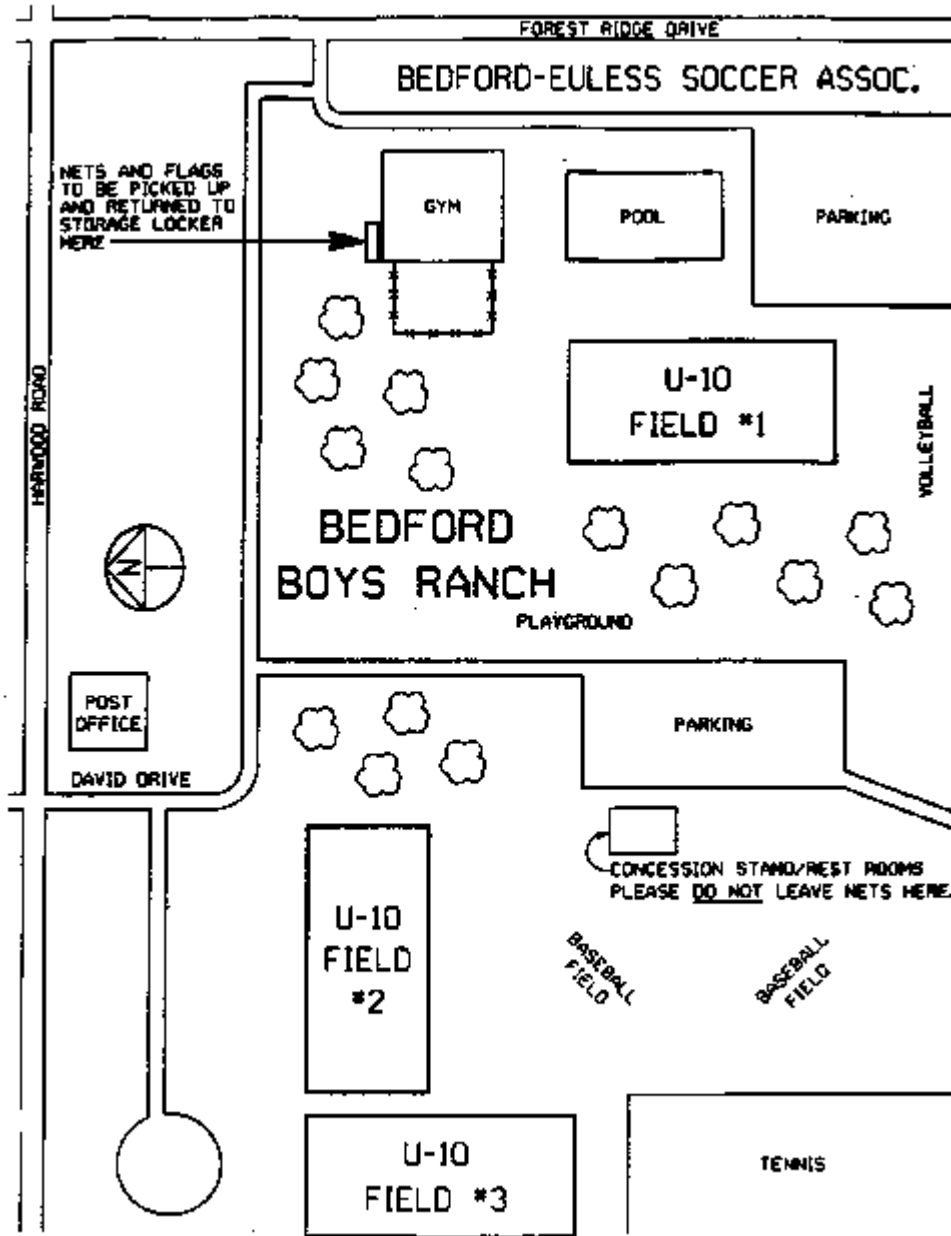 FOREST RIDGE DRIVE
BEDFORD-EULESS SOCCER ASSOC.
NETS AND FLAGS
TO BE PICKED UP
AND RETURNED TO
STORAGE LOCKER
HERE
GYM
POOL
PARKING
HARWOOD ROAD
U-10
FIELD #1
VOLLEYBALL
BEDFORD
BOYS RANCH
N
PLAYGROUND
POST
OFFICE
PARKING
DAVID DRIVE
CONCESSION STAND/REST ROOMS
PLEASE DO NOT LEAVE NETS HERE.
U-10
FIELD
#2
BASEBALL
FIELD
BASEBALL
FIELD
U-10
FIELD #3
TENNIS